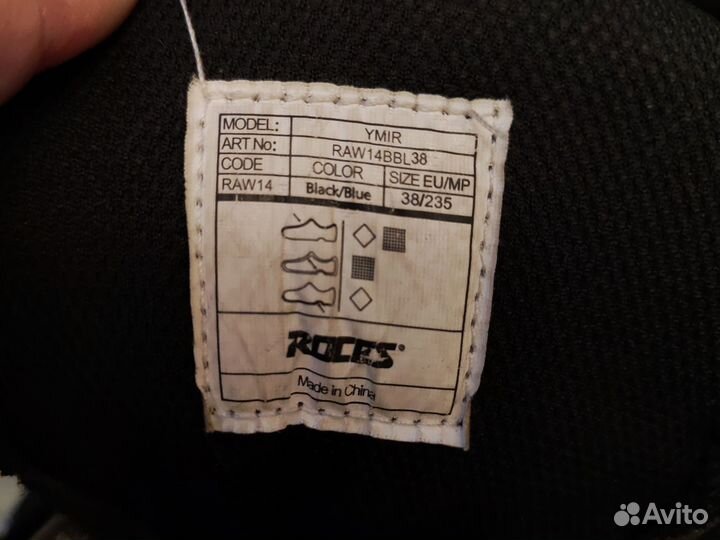 MODEL: YMIR
ART No: RAW14BBL38
CODE COLOR SIZE EU/MP
RAW14 Black/Blue 38/235
ROCES
Made in China
Avito